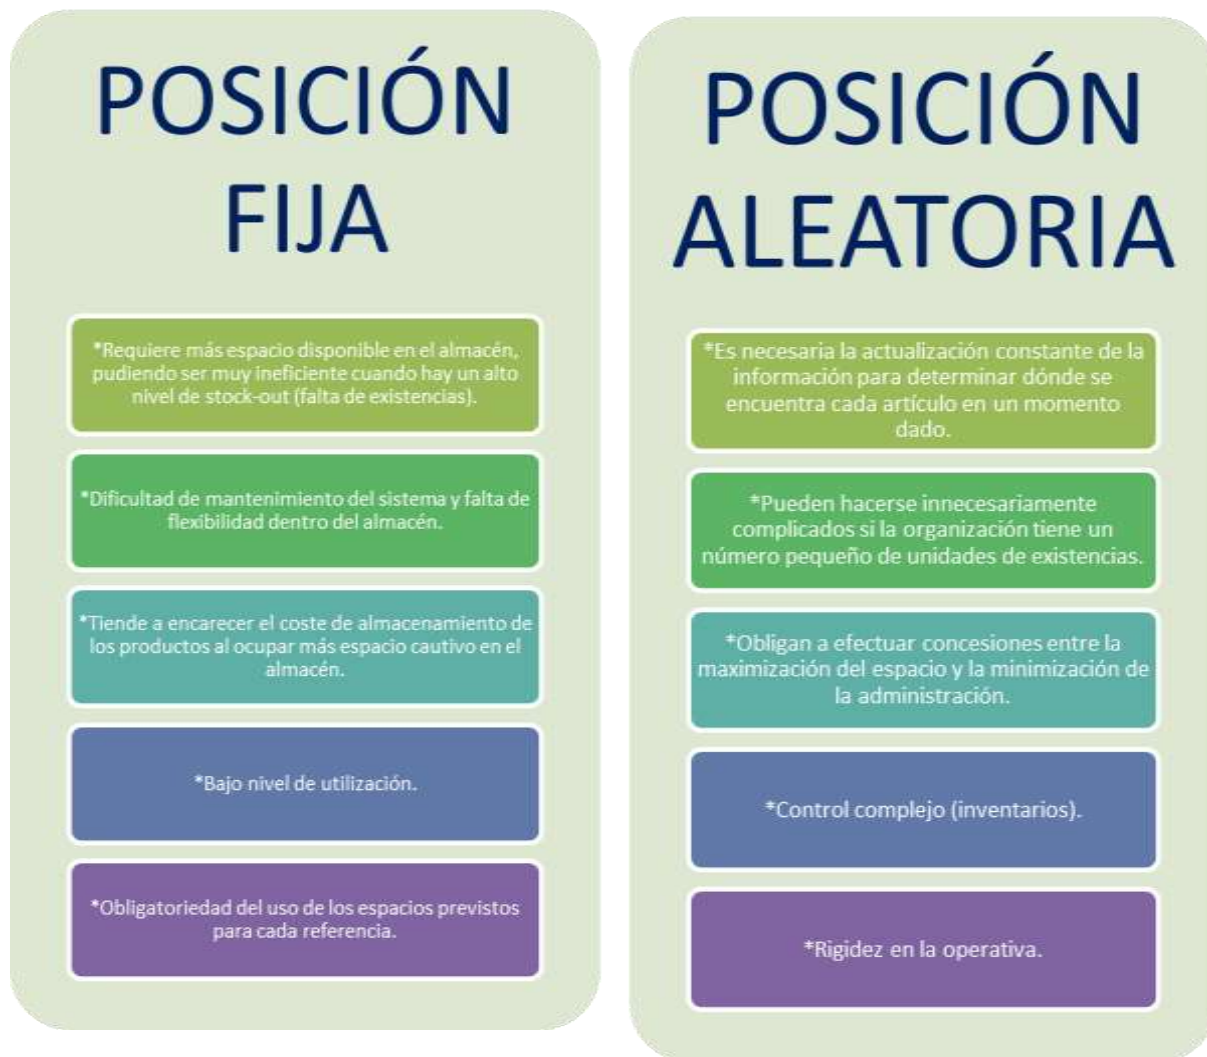 POSICIÓN
FIJA
*Requiere más espacio disponible en el almacén,
pudiendo ser muy ineficiente cuando hay un alto
nivel de stock-out (falta de existencias).
*Dificultad de mantenimiento del sistema y falta de
flexibilidad dentro del almacén.
*Tiende a encarecer el coste de almacenamiento de
los productos al ocupar más espacio cautivo en el
almacén.
*Bajo nivel de utilización.
*Obligatoriedad del uso de los espacios previstos
para cada referencia.
POSICIÓN
ALEATORIA
*Es necesaria la actualización constante de la
información para determinar dónde se
encuentra cada artículo en un momento
dado.
*Pueden hacerse innecesariamente
complicados si la organización tiene un
número pequeño de unidades de existencias.
*Obligan a efectuar concesiones entre la
maximización del espacio y la minimización de
la administración.
*Control complejo (inventarios).
*Rigidez en la operativa.